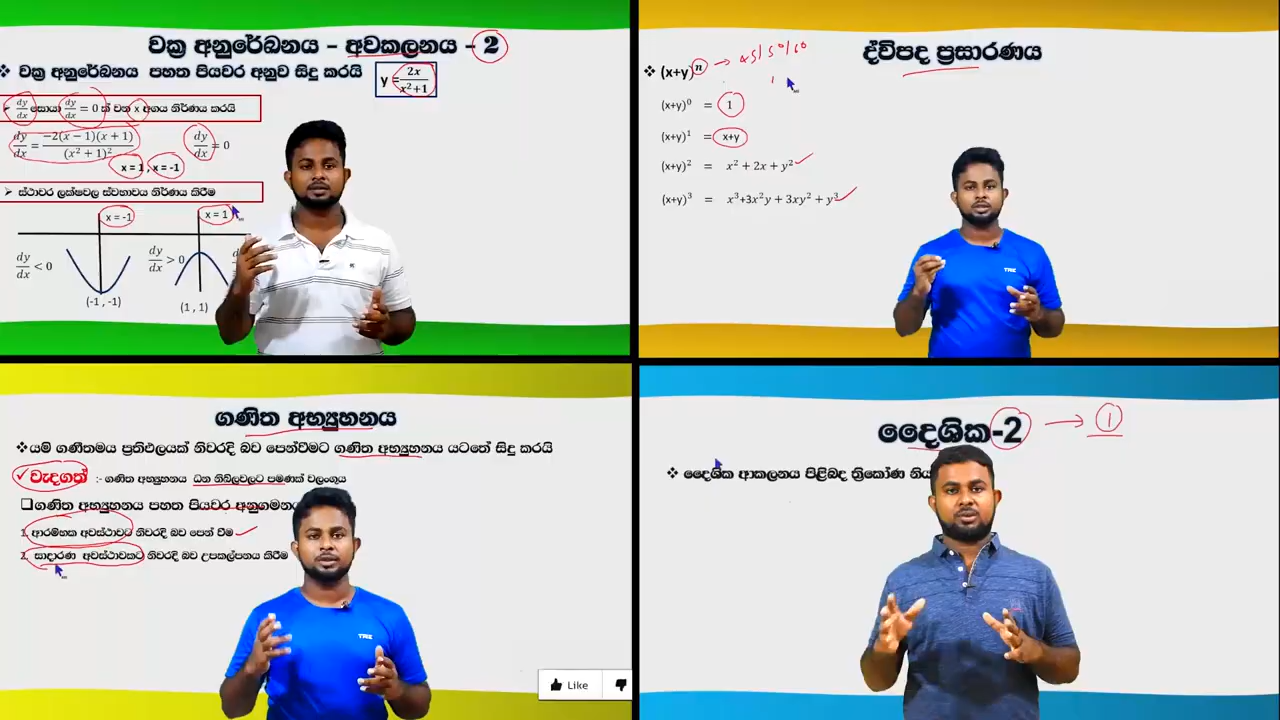 වක්‍ර අනුරේඛනය – අවකලනය – 2
❖ වක්‍ර අනුරේඛනය පහත පියවර අනුව සිදු කරයි
y = 2x/(x²+1)
➢ dy/dx සොයා dy/dx = 0 ත් වන x අගය නිර්ණය කරයි
dy/dx = −2(x − 1)(x + 1)/(x² + 1)²
dy/dx = 0
x = 1 , x = -1
➢ ස්ථාවර ලක්ෂවල ස්වභාවය නිර්ණය කිරීම
x = -1
x = 1
dy/dx < 0
dy/dx > 0
(-1 , -1)
(1 , 1)
ද්විපද ප්‍රසාරණය
❖ (x+y)ⁿ
(x+y)⁰ = 1
(x+y)¹ = x+y
(x+y)² = x² + 2x + y²
(x+y)³ = x³+3x²y + 3xy² + y³
TRE
ගණිත අභ්‍යුහනය
❖යම් ගණිතමය ප්‍රතිඵලයක් නිවරදි බව පෙන්වීමට ගණිත අභ්‍යුහනය යටතේ සිදු කරයි
✓ වැදගත් :- ගණිත අභ්‍යුහනය ධන නිඛිලවලට පමණක් වලංගුය
❑ගණිත අභ්‍යුහනය පහත පියවර අනුගමනය
1. ආරම්භක අවස්ථාවට නිවරදි බව පෙන් වීම
2. සාදාරණ අවස්ථාවකට නිවරදි බව උපකල්පනය කිරීම
TRE
Like
දෛශික-2 → 1
❖ දෛශික ආකලනය පිළිබද ත්‍රිකෝණ